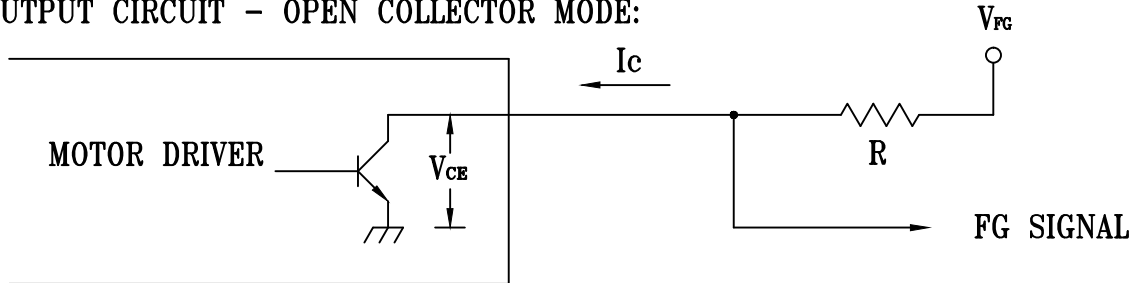 UTPUT CIRCUIT - OPEN COLLECTOR MODE:
VFG
Ic
MOTOR DRIVER
VCE
R
FG SIGNAL